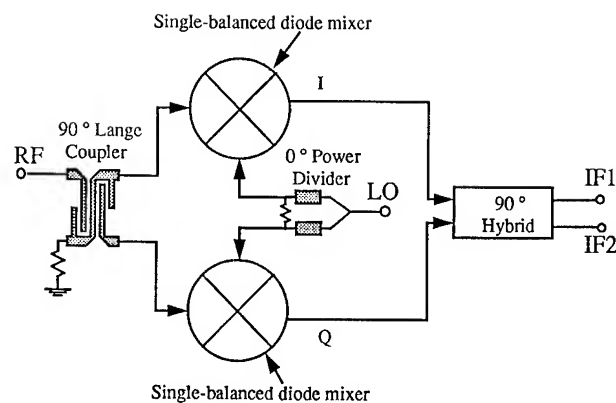 Single-balanced diode mixer
I
90 ° Lange
Coupler
RF
0 ° Power
Divider
LO
90 °
Hybrid
IF1
IF2
Q
Single-balanced diode mixer